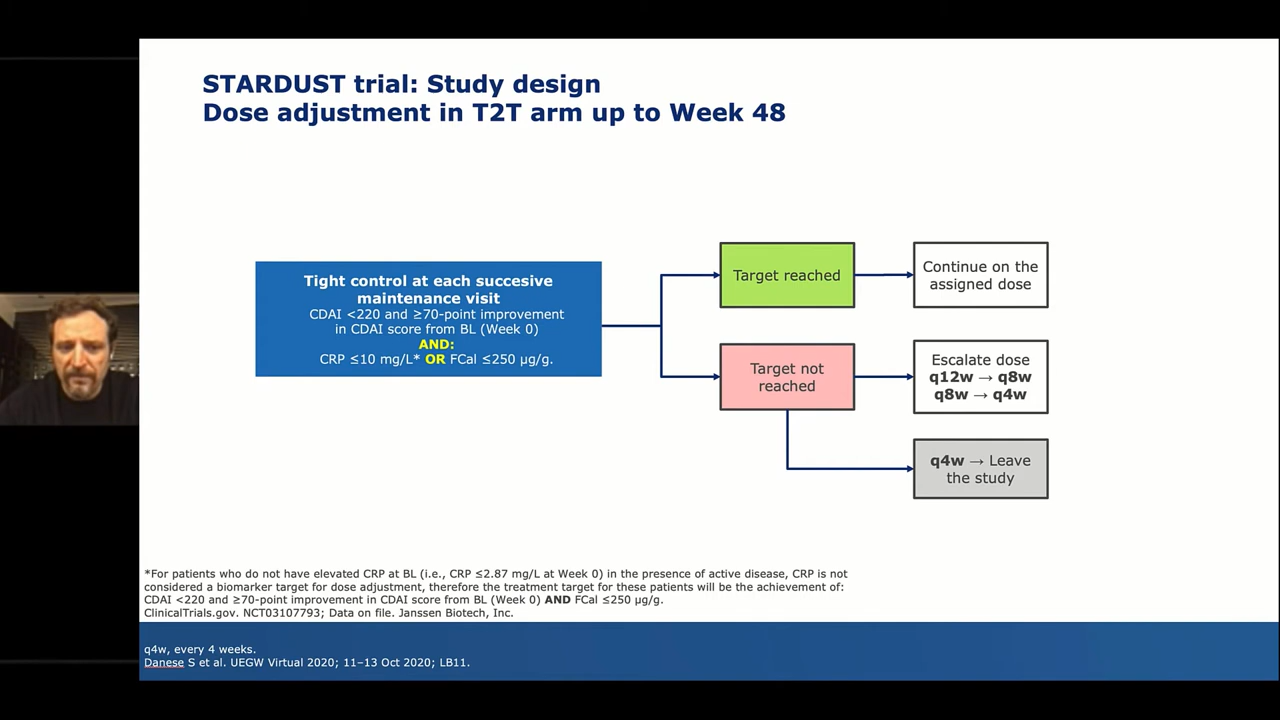 STARDUST trial: Study design
Dose adjustment in T2T arm up to Week 48
Tight control at each succesive
maintenance visit
CDAI <220 and ≥70-point improvement
in CDAI score from BL (Week 0)
AND:
CRP ≤10 mg/L* OR FCal ≤250 µg/g.
Target reached
Continue on the
assigned dose
Target not
reached
Escalate dose
q12w → q8w
q8w → q4w
q4w → Leave
the study
*For patients who do not have elevated CRP at BL (i.e., CRP ≤2.87 mg/L at Week 0) in the presence of active disease, CRP is not
considered a biomarker target for dose adjustment, therefore the treatment target for these patients will be the achievement of:
CDAI <220 and ≥70-point improvement in CDAI score from BL (Week 0) AND FCal ≤250 µg/g.
ClinicalTrials.gov. NCT03107793; Data on file. Janssen Biotech, Inc.
q4w, every 4 weeks.
Danese S et al. UEGW Virtual 2020; 11–13 Oct 2020; LB11.